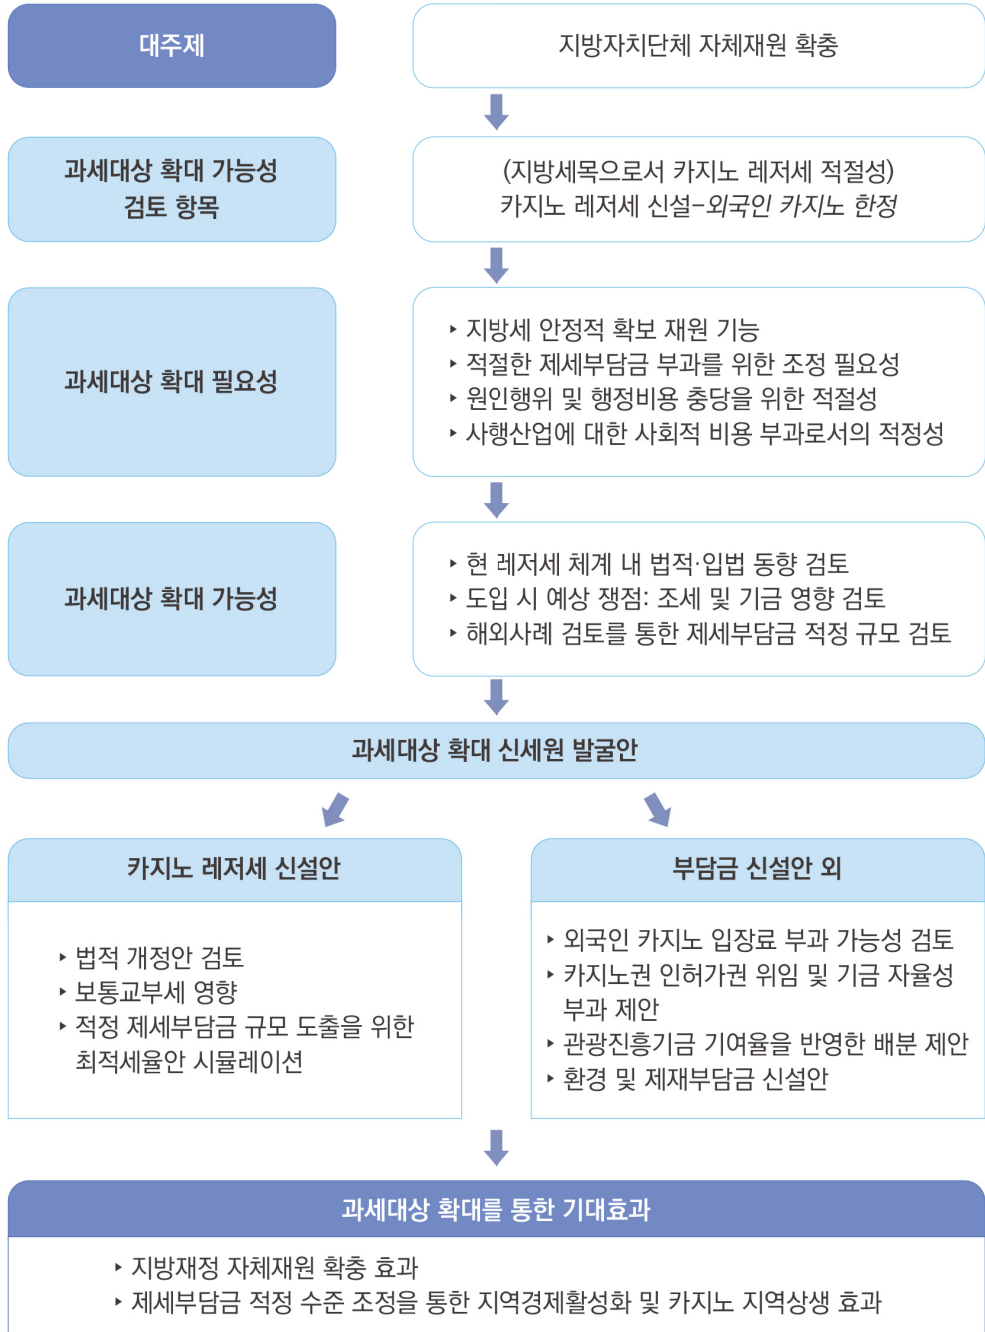 대주제
지방자치단체 자체재원 확충
과세대상 확대 가능성
검토 항목
(지방세목으로서 카지노 레저세 적절성)
카지노 레저세 신설–외국인 카지노 한정
과세대상 확대 필요성
▸ 지방세 안정적 확보 재원 기능
▸ 적절한 제세부담금 부과를 위한 조정 필요성
▸ 원인행위 및 행정비용 충당을 위한 적절성
▸ 사행산업에 대한 사회적 비용 부과로서의 적정성
과세대상 확대 가능성
▸ 현 레저세 체계 내 법적·입법 동향 검토
▸ 도입 시 예상 쟁점: 조세 및 기금 영향 검토
▸ 해외사례 검토를 통한 제세부담금 적정 규모 검토
과세대상 확대 신세원 발굴안
카지노 레저세 신설안
▸ 법적 개정안 검토
▸ 보통교부세 영향
▸ 적정 제세부담금 규모 도출을 위한
최적세율안 시뮬레이션
부담금 신설안 외
▸ 외국인 카지노 입장료 부과 가능성 검토
▸ 카지노권 인허가권 위임 및 기금 자율성
부과 제안
▸ 관광진흥기금 기여율을 반영한 배분 제안
▸ 환경 및 제재부담금 신설안
과세대상 확대를 통한 기대효과
▸ 지방재정 자체재원 확충 효과
▸ 제세부담금 적정 수준 조정을 통한 지역경제활성화 및 카지노 지역상생 효과